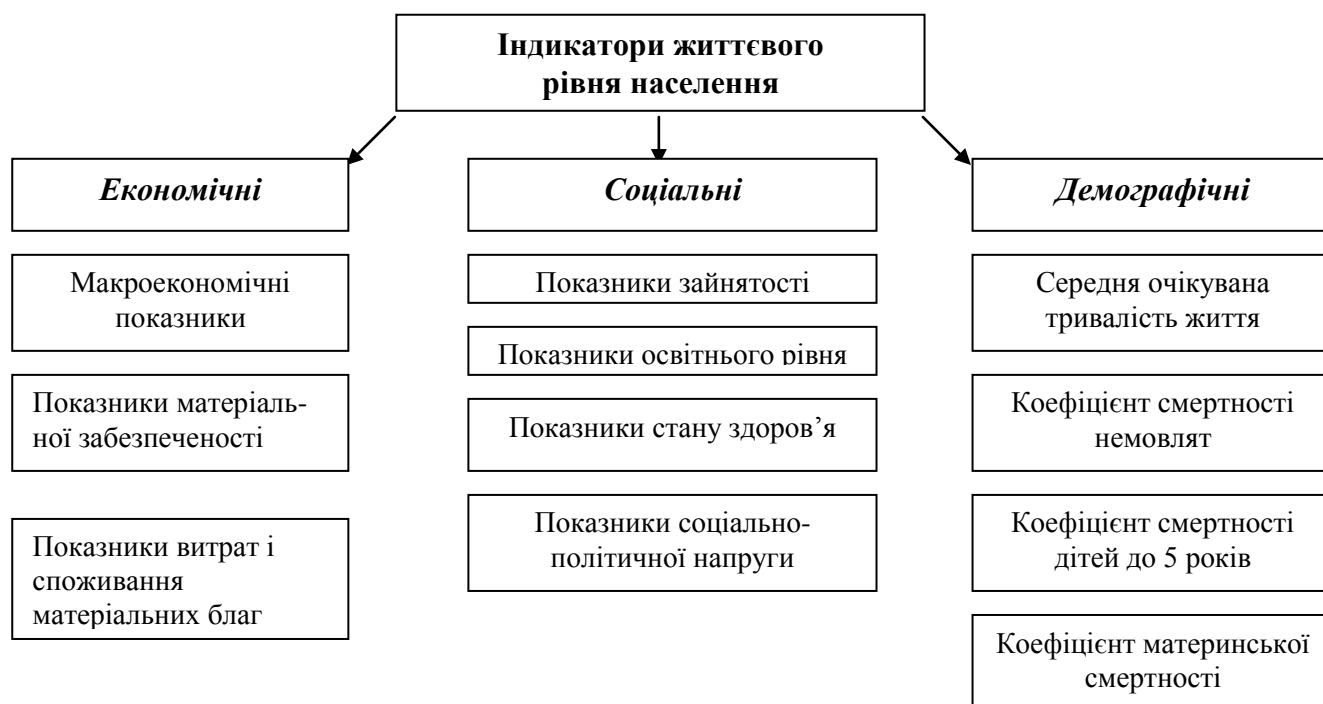 Індикатори життєвого
рівня населення
Економічні
Макроекономічні
показники
Показники матеріаль-
ної забезпеченості
Показники витрат і
споживання
матеріальних благ
Соціальні
Показники зайнятості
Показники освітнього рівня
Показники стану здоров’я
Показники соціально-
політичної напруги
Демографічні
Середня очікувана
тривалість життя
Коефіцієнт смертності
немовлят
Коефіцієнт смертності
дітей до 5 років
Коефіцієнт материнської
смертності